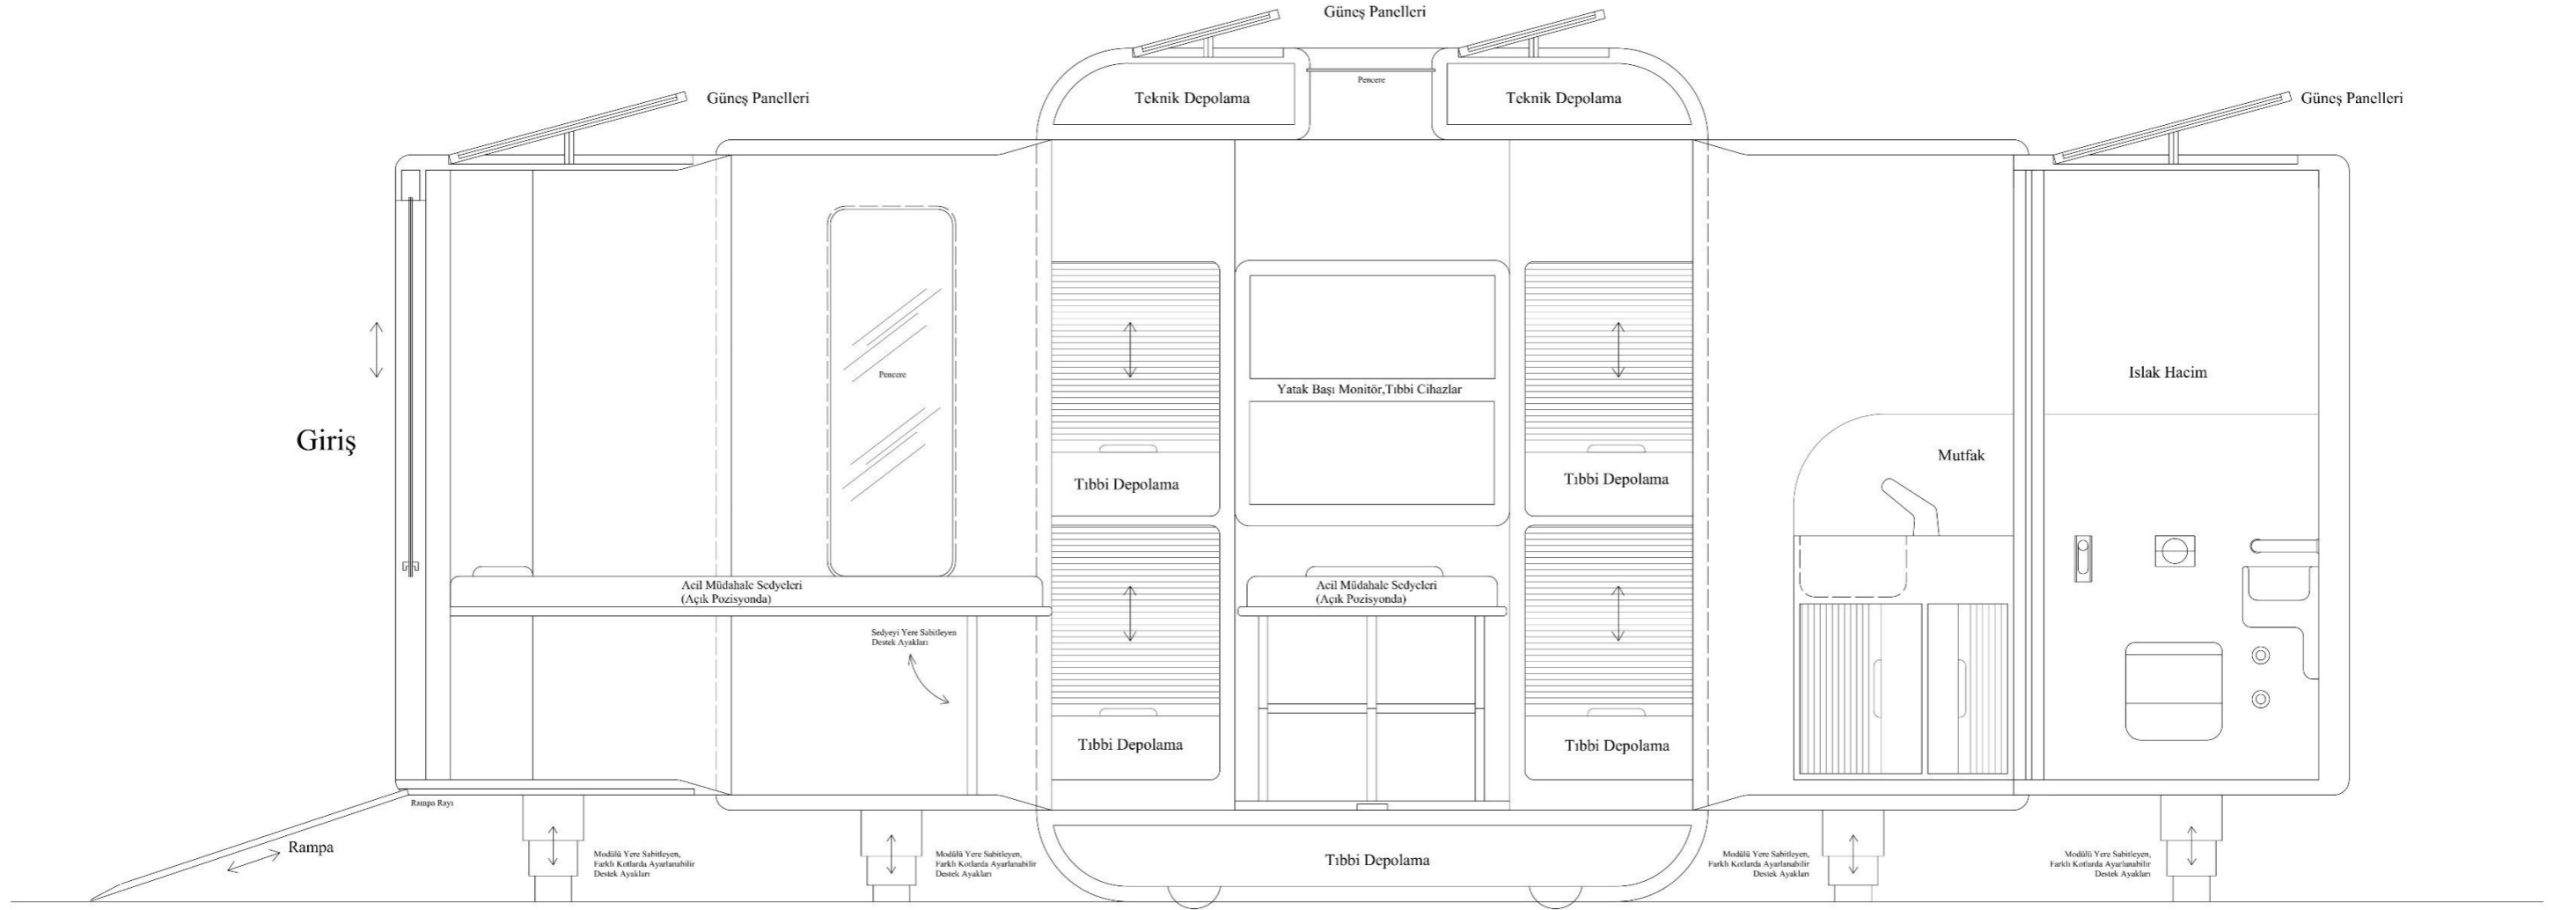 Güneş Panelleri
Pencere
Teknik Depolama
Teknik Depolama
Güneş Panelleri
Güneş Panelleri
Pencere
Yatak Başı Monitör,Tıbbi Cihazlar
Islak Hacim
Giriş
Mutfak
Tıbbi Depolama
Tıbbi Depolama
Acil Müdahale Sedyeleri
(Açık Pozisyonda)
Acil Müdahale Sedyeleri
(Açık Pozisyonda)
Sedyeyi Yere Sabitleyen
Destek Ayakları
Tıbbi Depolama
Tıbbi Depolama
Rampa Rayı
Rampa
Modülü Yere Sabitleyen,
Farklı Kotlarda Ayarlanabilir
Destek Ayakları
Modülü Yere Sabitleyen,
Farklı Kotlarda Ayarlanabilir
Destek Ayakları
Tıbbi Depolama
Modülü Yere Sabitleyen,
Farklı Kotlarda Ayarlanabilir
Destek Ayakları
Modülü Yere Sabitleyen,
Farklı Kotlarda Ayarlanabilir
Destek Ayakları